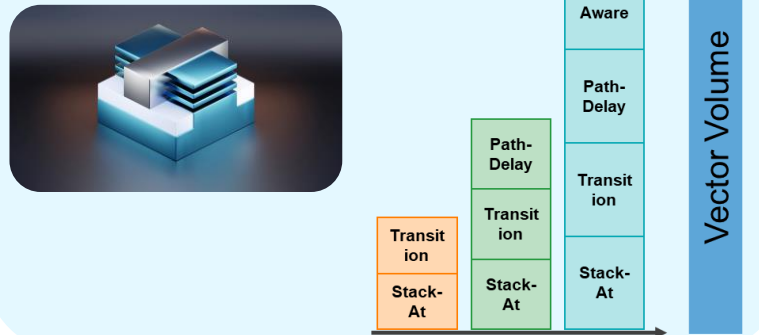 Aware
Path-
Delay
Transit
ion
Stack-
At
Path-
Delay
Transit
ion
Stack-
At
Transit
ion
Stack-
At
Vector Volume